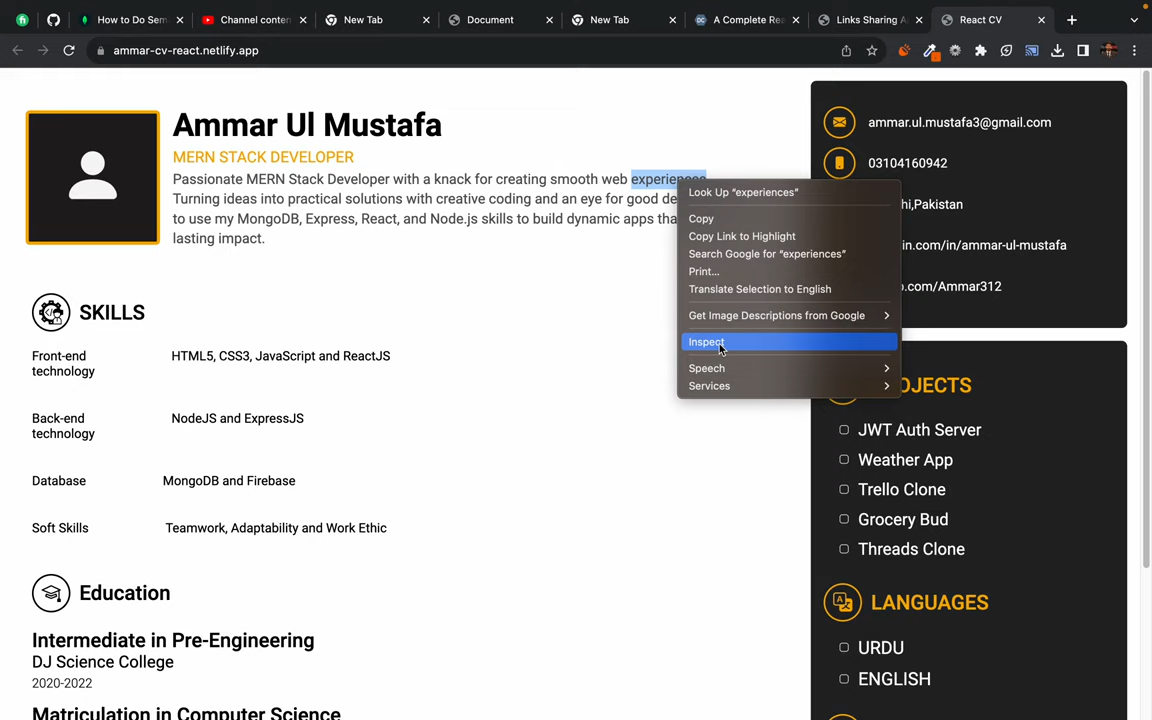 How to Do Sem
Channel conten
New Tab
Document
New Tab
A Complete Rea
Links Sharing A
React CV
ammar-cv-react.netlify.app
Ammar Ul Mustafa
MERN STACK DEVELOPER
Passionate MERN Stack Developer with a knack for creating smooth web experiences
Turning ideas into practical solutions with creative coding and an eye for good de
to use my MongoDB, Express, React, and Node.js skills to build dynamic apps tha
lasting impact.
SKILLS
Front-end technology
HTML5, CSS3, JavaScript and ReactJS
Back-end technology
NodeJS and ExpressJS
Database
MongoDB and Firebase
Soft Skills
Teamwork, Adaptability and Work Ethic
Education
Intermediate in Pre-Engineering
DJ Science College
2020-2022
Matriculation in Computer Science
Look Up “experiences”
Copy
Copy Link to Highlight
Search Google for “experiences”
Print...
Translate Selection to English
Get Image Descriptions from Google
Inspect
Speech
Services
ammar.ul.mustafa3@gmail.com
03104160942
hi,Pakistan
in.com/in/ammar-ul-mustafa
.com/Ammar312
OJECTS
JWT Auth Server
Weather App
Trello Clone
Grocery Bud
Threads Clone
LANGUAGES
URDU
ENGLISH